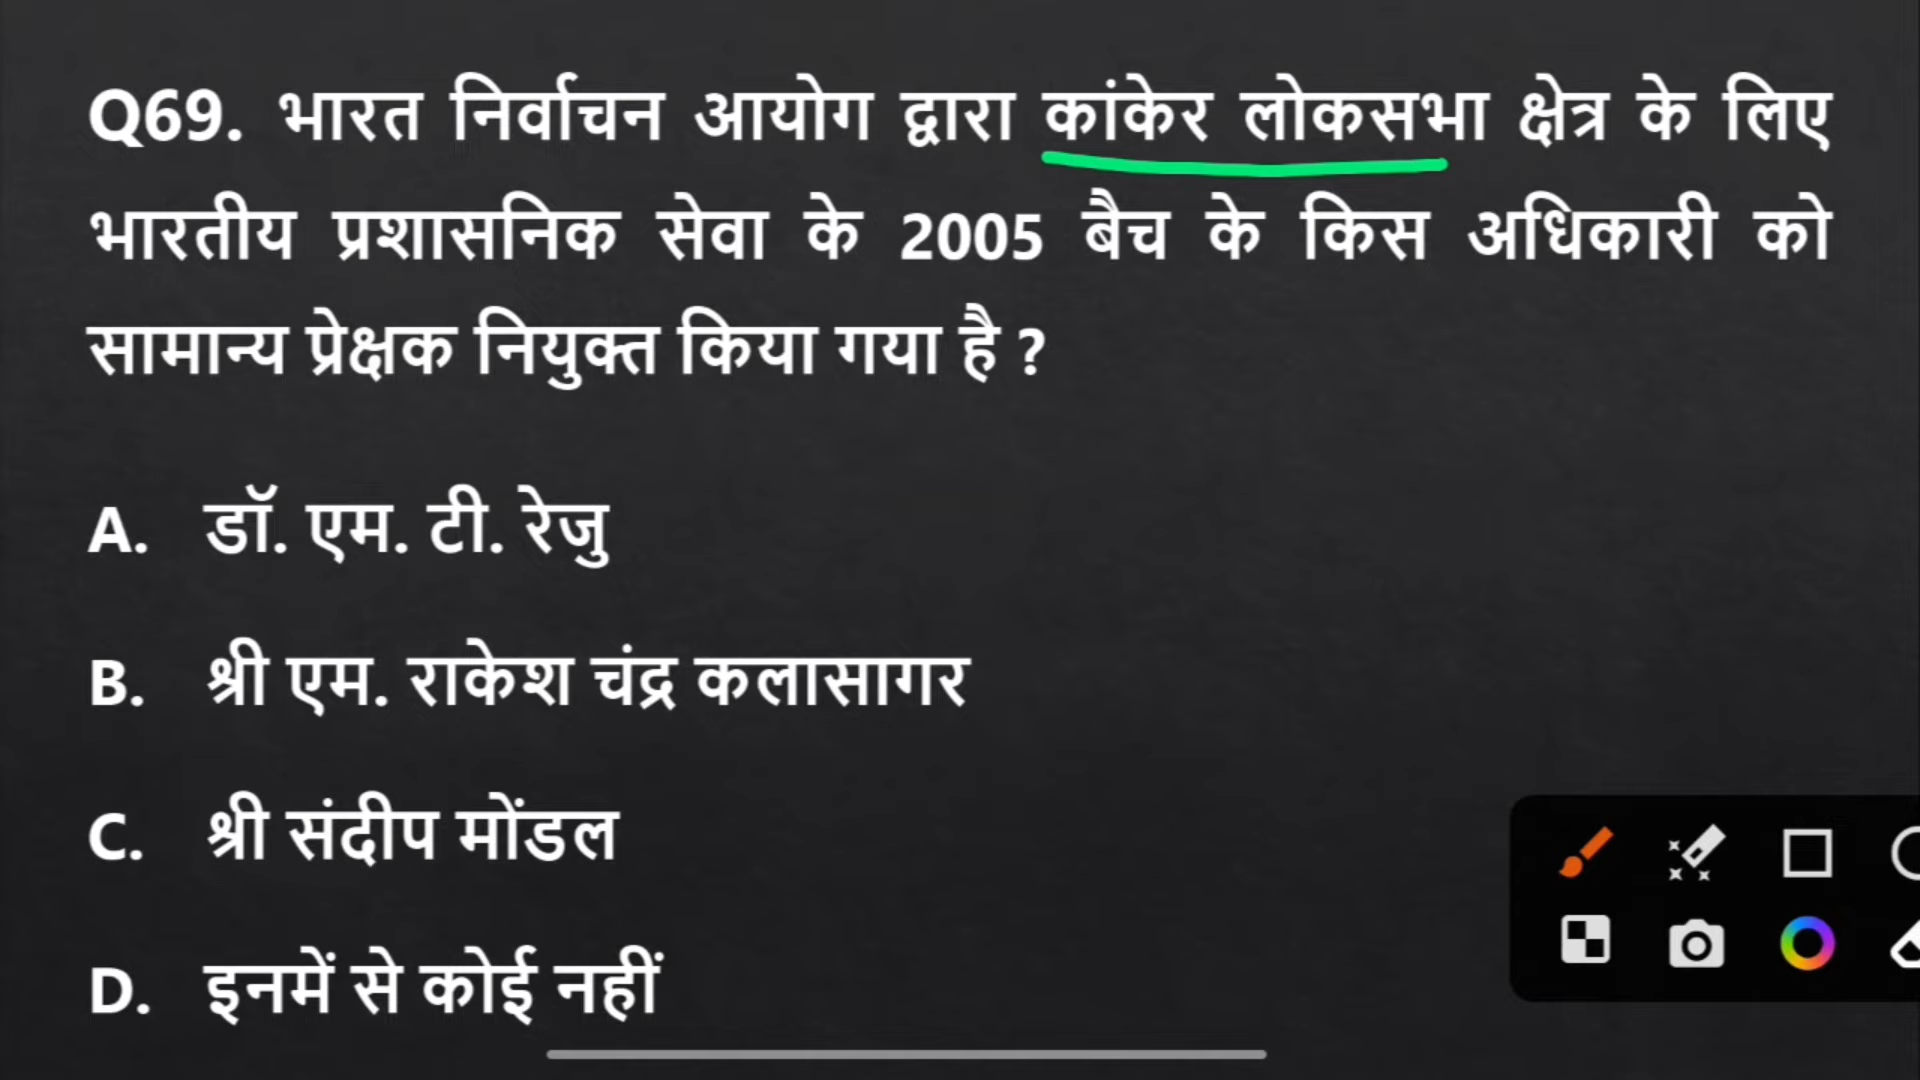 Q69. भारत निर्वाचन आयोग द्वारा कांकेर लोकसभा क्षेत्र के लिए
भारतीय प्रशासनिक सेवा के 2005 बैच के किस अधिकारी को
सामान्य प्रेक्षक नियुक्त किया गया है ?
A. डॉ. एम. टी. रेजु
B. श्री एम. राकेश चंद्र कलासागर
C. श्री संदीप मोंडल
D. इनमें से कोई नहीं